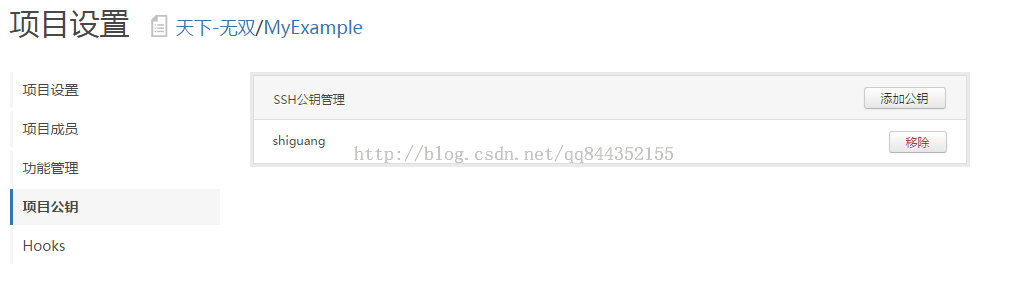 项目设置 天下-无双/MyExample
项目设置
项目成员
功能管理
项目公钥
Hooks
SSH公钥管理 添加公钥
shiguang 移除
http://blog.csdn.net/qq844352155